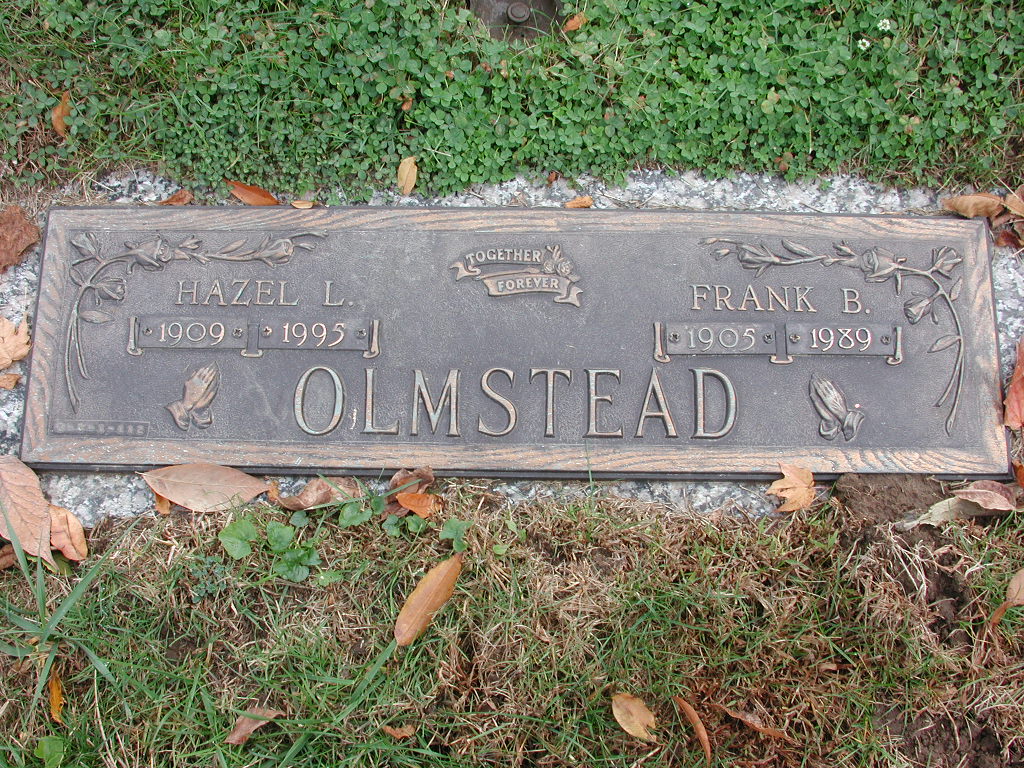 TOGETHER
FOREVER
HAZEL L.
1909 1995
FRANK B.
1905 1989
OLMSTEAD